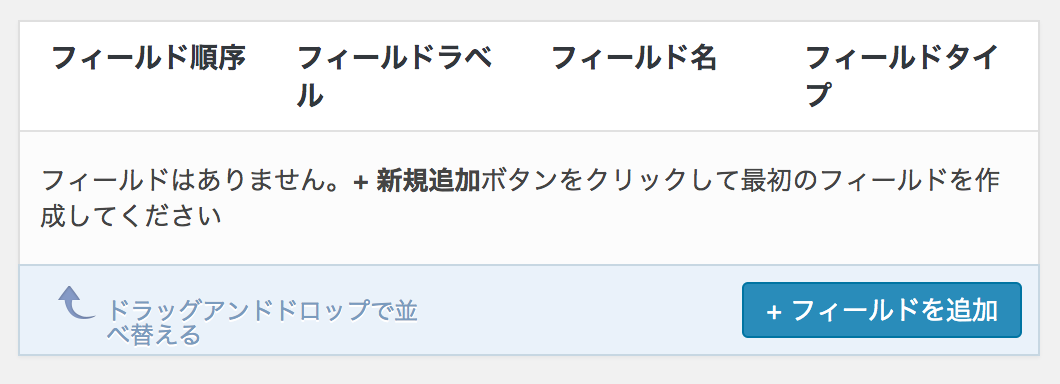 フィールド順序
フィールドラベ
ル
フィールド名
フィールドタイ
プ
フィールドはありません。+ 新規追加ボタンをクリックして最初のフィールドを作
成してください
ドラッグアンドドロップで並
べ替える
+ フィールドを追加